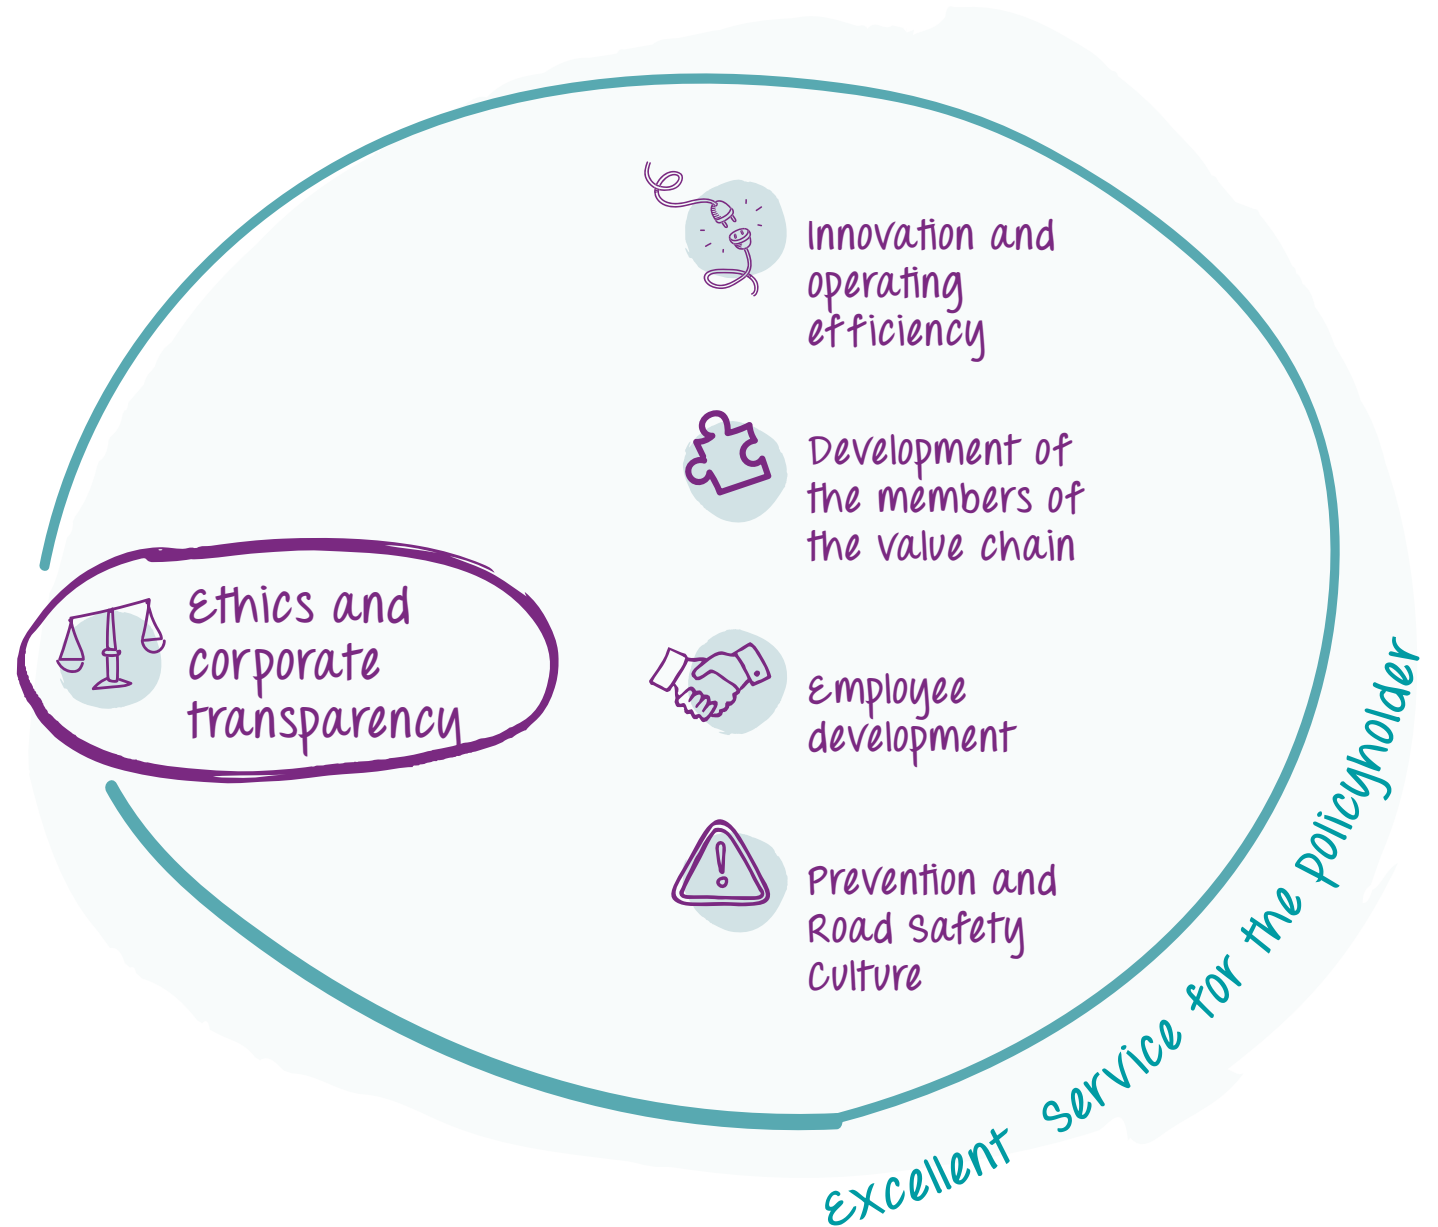 Innovation and
operating
efficiency
Development of
the members of
the value chain
Ethics and
corporate
transparency
Employee
development
Prevention and
Road Safety
Culture
Excellent Service for the policyholder